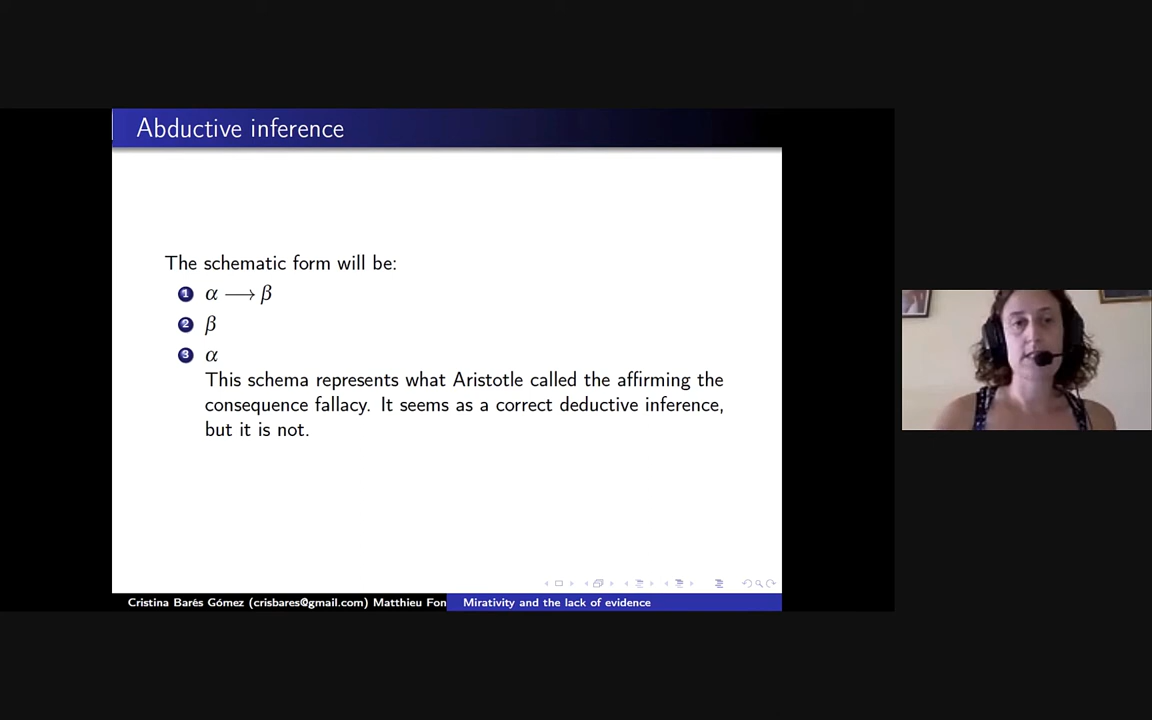 Abductive inference
The schematic form will be:
1 α ⟶ β
2 β
3 α
This schema represents what Aristotle called the affirming the
consequence fallacy. It seems as a correct deductive inference,
but it is not.
Cristina Barés Gómez (crisbares@gmail.com) Matthieu Fon
Mirativity and the lack of evidence